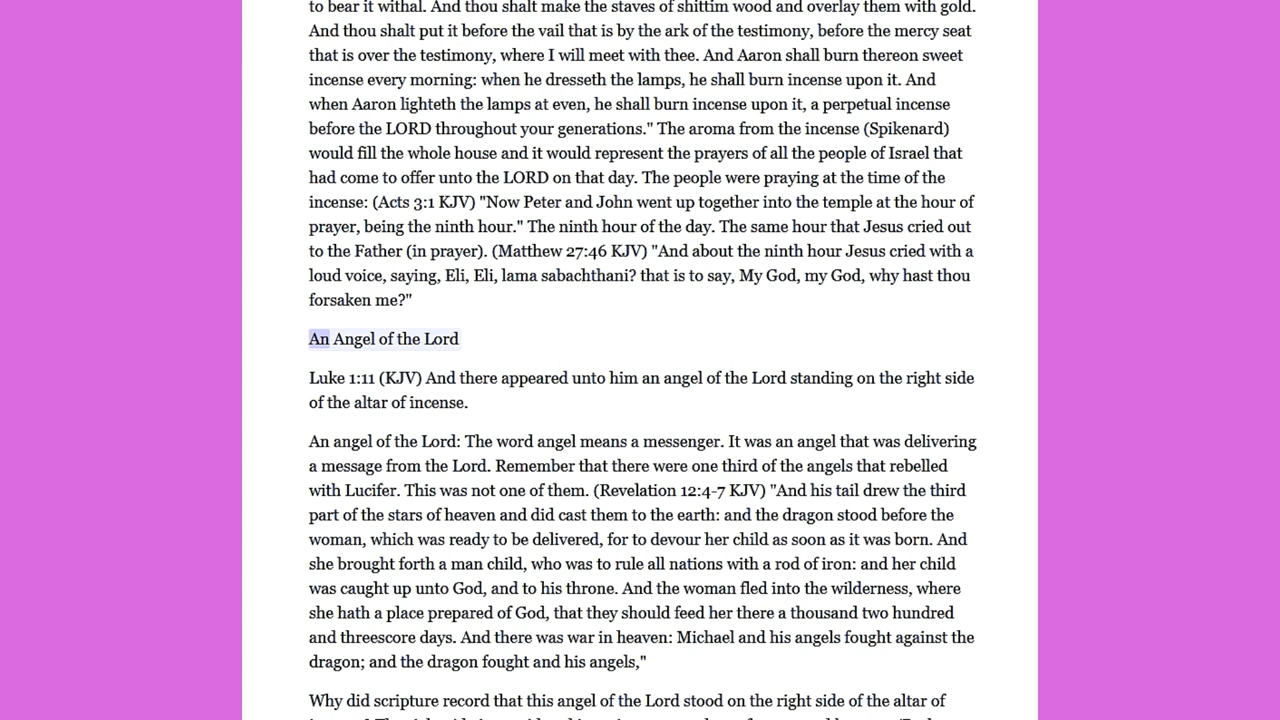 to bear it withal. And thou shalt make the staves of shittim wood and overlay them with gold.
And thou shalt put it before the vail that is by the ark of the testimony, before the mercy seat
that is over the testimony, where I will meet with thee. And Aaron shall burn thereon sweet
incense every morning: when he dresseth the lamps, he shall burn incense upon it. And
when Aaron lighteth the lamps at even, he shall burn incense upon it, a perpetual incense
before the LORD throughout your generations." The aroma from the incense (Spikenard)
would fill the whole house and it would represent the prayers of all the people of Israel that
had come to offer unto the LORD on that day. The people were praying at the time of the
incense: (Acts 3:1 KJV) "Now Peter and John went up together into the temple at the hour of
prayer, being the ninth hour." The ninth hour of the day. The same hour that Jesus cried out
to the Father (in prayer). (Matthew 27:46 KJV) "And about the ninth hour Jesus cried with a
loud voice, saying, Eli, Eli, lama sabachthani? that is to say, My God, my God, why hast thou
forsaken me?"
An Angel of the Lord
Luke 1:11 (KJV) And there appeared unto him an angel of the Lord standing on the right side
of the altar of incense.
An angel of the Lord: The word angel means a messenger. It was an angel that was delivering
a message from the Lord. Remember that there were one third of the angels that rebelled
with Lucifer. This was not one of them. (Revelation 12:4-7 KJV) "And his tail drew the third
part of the stars of heaven and did cast them to the earth: and the dragon stood before the
woman, which was ready to be delivered, for to devour her child as soon as it was born. And
she brought forth a man child, who was to rule all nations with a rod of iron: and her child
was caught up unto God, and to his throne. And the woman fled into the wilderness, where
she hath a place prepared of God, that they should feed her there a thousand two hundred
and threescore days. And there was war in heaven: Michael and his angels fought against the
dragon; and the dragon fought and his angels,"
Why did scripture record that this angel of the Lord stood on the right side of the altar of